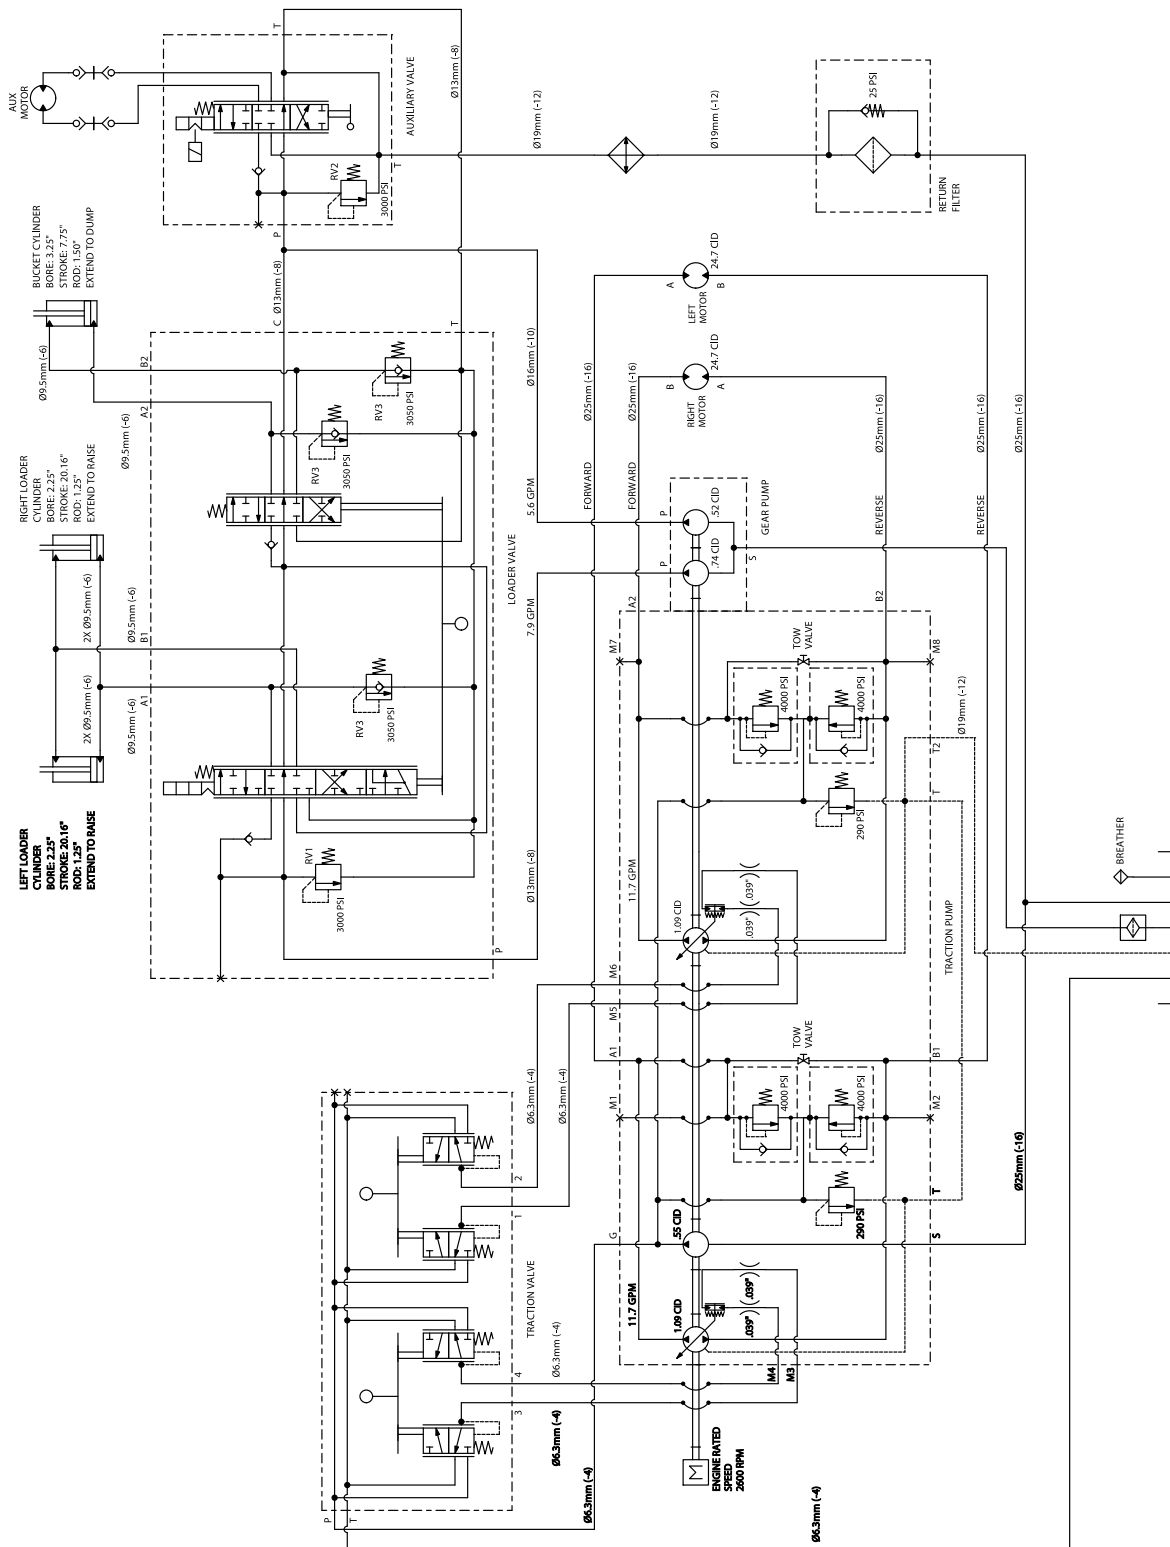 AUX
MOTOR
T
AUXILIARY VALVE
Ø13mm (-8)
RV2
3000 PSI
T
P
Ø19mm (-12)
Ø19mm (-12)
25 PSI
RETURN
FILTER
BUCKET CYLINDER
BORE: 3.25"
STROKE: 7.75"
ROD: 1.50"
EXTEND TO DUMP
Ø9.5mm (-6)
C
Ø13mm (-8)
T
B2
A2
Ø9.5mm (-6)
RV3
3050 PSI
RV3
3050 PSI
Ø16mm (-10)
5.6 GPM
RIGHT LOADER
CYLINDER
BORE: 2.25"
STROKE: 20.16"
ROD: 1.25"
EXTEND TO RAISE
2X Ø9.5mm (-6)
2X Ø9.5mm (-6)
Ø9.5mm (-6)
B1
Ø9.5mm (-6)
A1
LOADER VALVE
RV3
3050 PSI
7.9 GPM
LEFT LOADER
CYLINDER
BORE: 2.25"
STROKE: 20.16"
ROD: 1.25"
EXTEND TO RAISE
RV1
3000 PSI
P
Ø13mm (-8)
A
24.7 CID
LEFT
MOTOR
B
B
24.7 CID
RIGHT
MOTOR
A
Ø25mm (-16)
Ø25mm (-16)
Ø25mm (-16)
Ø25mm (-16)
Ø25mm (-16)
FORWARD
FORWARD
REVERSE
REVERSE
P
.52 CID
P
.74 CID
GEAR PUMP
S
A2
B2
M7
TOW
VALVE
M8
4000 PSI
4000 PSI
Ø19mm (-12)
T2
T
290 PSI
11.7 GPM
1.09 CID
.039"
.039"
TRACTION PUMP
BREATHER
M6
M5
A1
TOW
VALVE
B1
M1
4000 PSI
4000 PSI
M2
Ø6.3mm (-4)
Ø6.3mm (-4)
2
1
TRACTION VALVE
4
3
Ø6.3mm (-4)
Ø6.3mm (-4)
Ø6.3mm (-4)
P
T
G
.55 CID
290 PSI
T
S
Ø25mm (-16)
11.7 GPM
1.09 CID
.039"
.039"
M4
M3
M
ENGINE RATED
SPEED
2600 RPM
Ø6.3mm (-4)